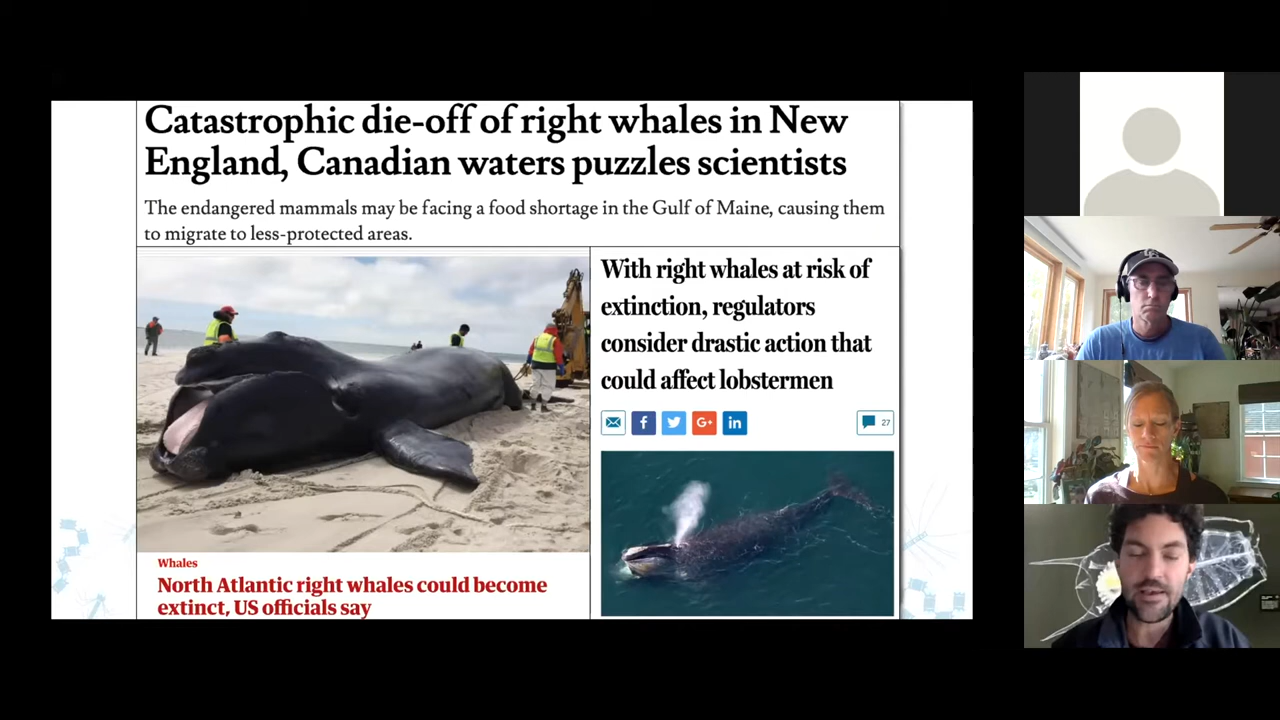 Catastrophic die-off of right whales in New
England, Canadian waters puzzles scientists
The endangered mammals may be facing a food shortage in the Gulf of Maine, causing them
to migrate to less-protected areas.
With right whales at risk of
extinction, regulators
consider drastic action that
could affect lobstermen
f
G+
in
27
Whales
North Atlantic right whales could become
extinct, US officials say